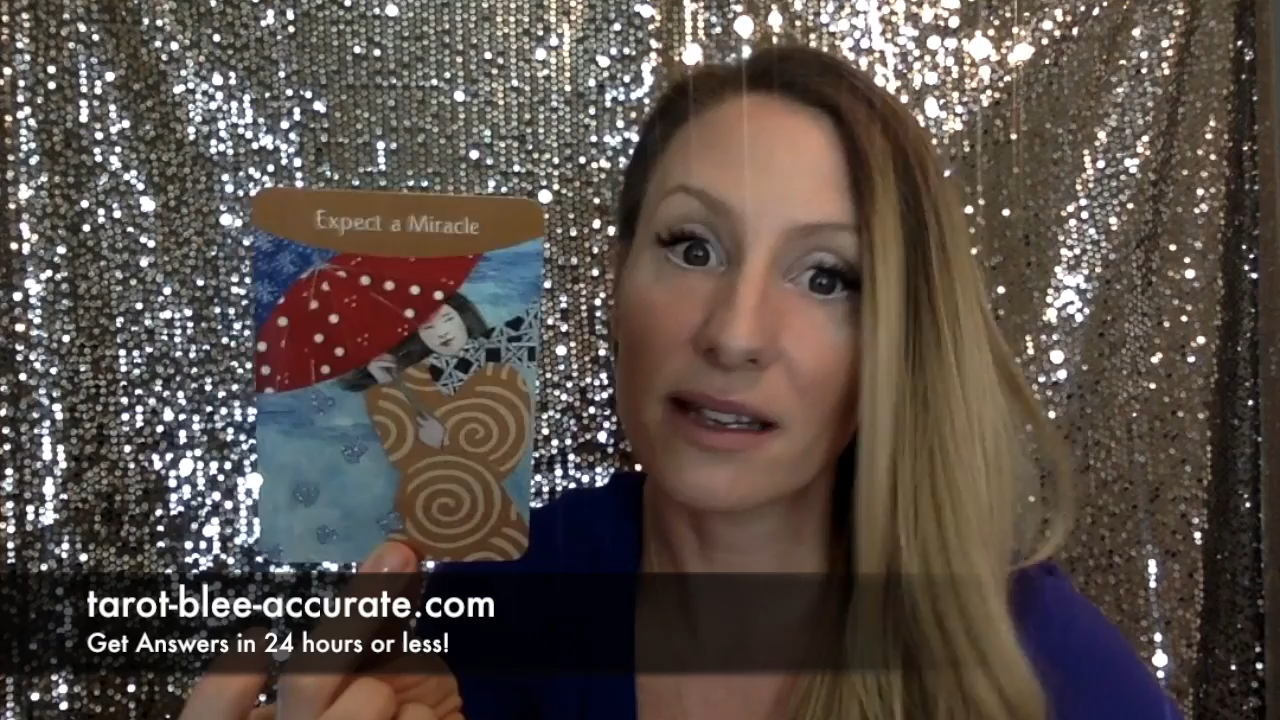 Expect a Miracle
tarot-blee-accurate.com
Get Answers in 24 hours or less!